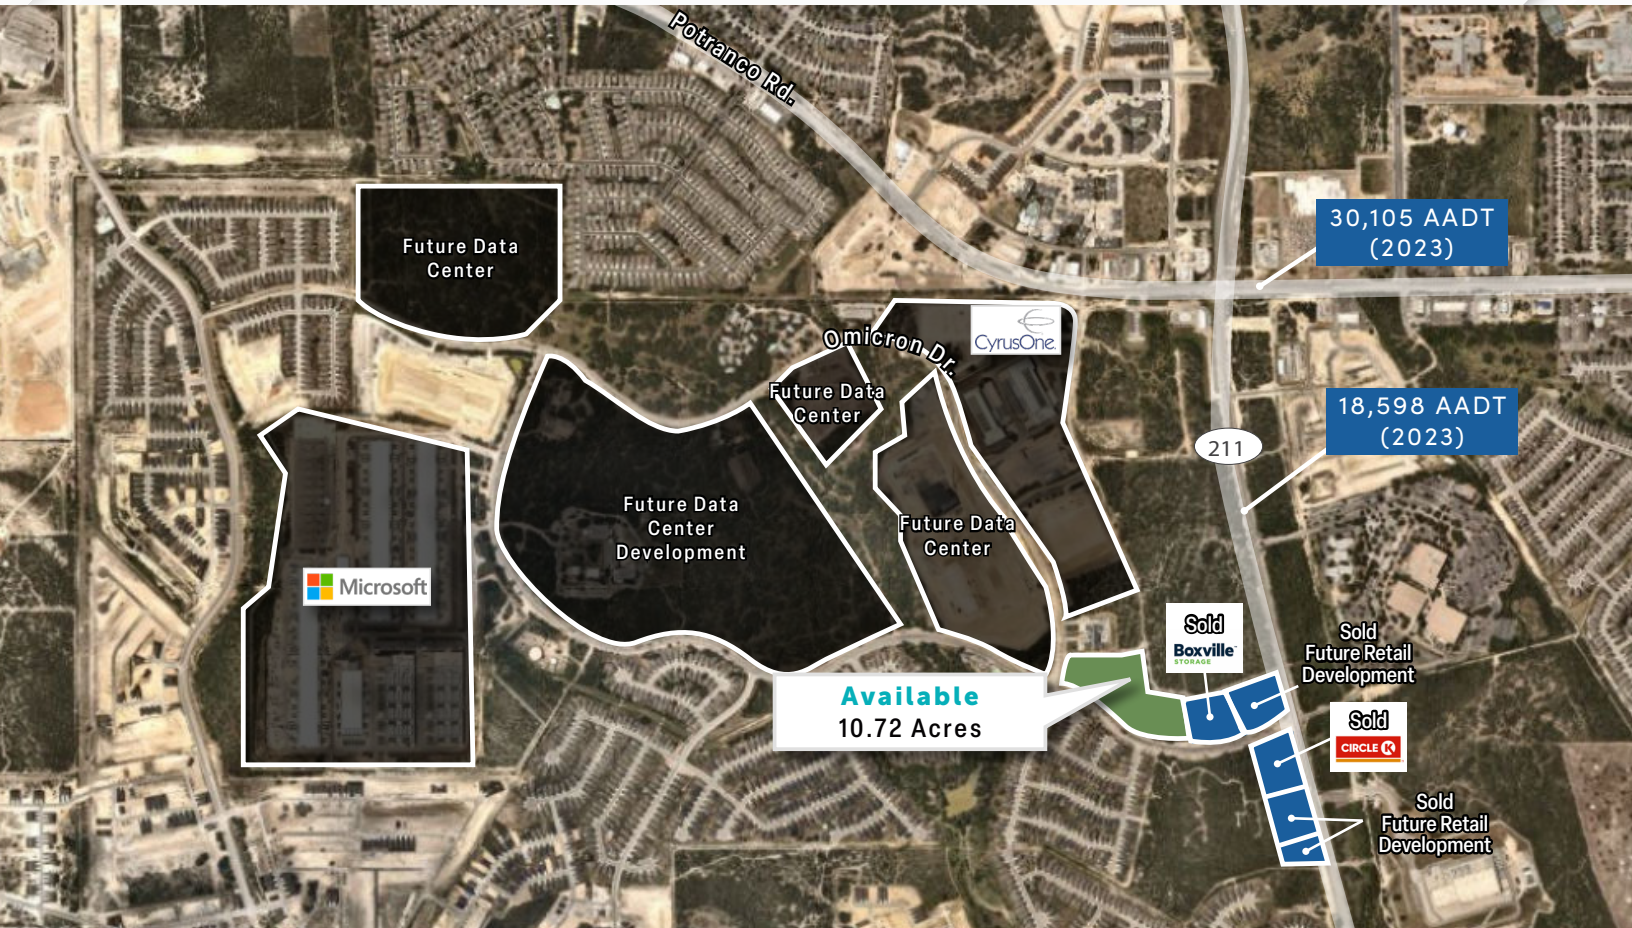 Potranco Rd.
30,105 AADT
(2023)
Future Data
Center
Omicron Dr.
CyrusOne.
Future Data
Center
18,598 AADT
(2023)
211
Future Data
Center
Development
Future Data
Center
Microsoft
Sold
Boxville
STORAGE
Sold
Future Retail
Development
Available
10.72 Acres
Sold
CIRCLE K
Sold
Future Retail
Development